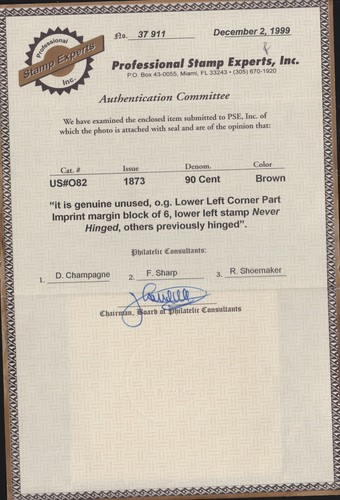 Professional
Stamp Experts
Inc.
No. 37 911 December 2, 1999
Professional Stamp Experts, Inc.
P.O. Box 43-0055, Miami, FL 33243 • (305) 670-1920
Authentication Committee
We have examined the enclosed item submitted to PSE, Inc. of
which the photo is attached with seal and are of the opinion that:
Cat. # Issue Denom. Color
US#O82 1873 90 Cent Brown
"it is genuine unused, o.g. Lower Left Corner Part
Imprint margin block of 6, lower left stamp Never
Hinged, others previously hinged".
Philatelic Consultants:
1. D. Champagne 2. F. Sharp 3. R. Shoemaker
Chairman, Board of Philatelic Consultants